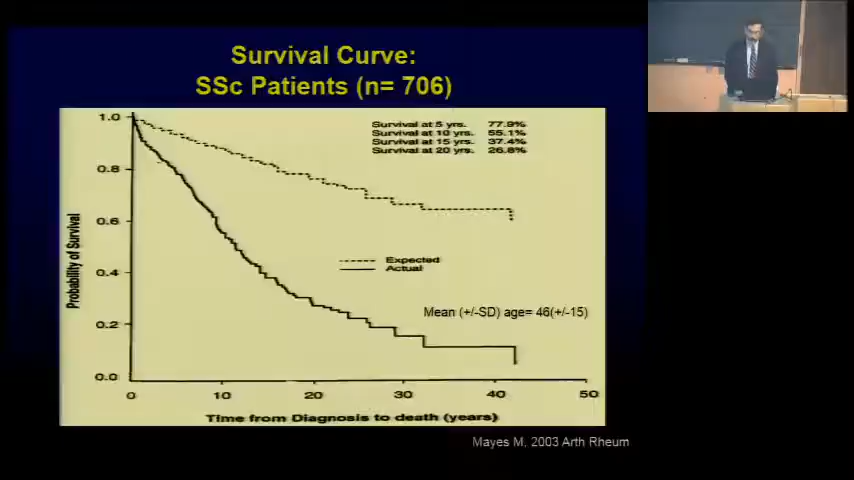 Survival Curve:
SSc Patients (n= 706)
Survival at 5 yrs. 77.9%
Survival at 10 yrs. 55.1%
Survival at 15 yrs. 37.4%
Survival at 20 yrs. 26.8%
1.0
0.8
0.6
0.4
0.2
0.0
Probability of Survival
Expected
Actual
Mean (+/-SD) age= 46(+/-15)
0 10 20 30 40 50
Time from Diagnosis to death (years)
Mayes M, 2003 Arth Rheum